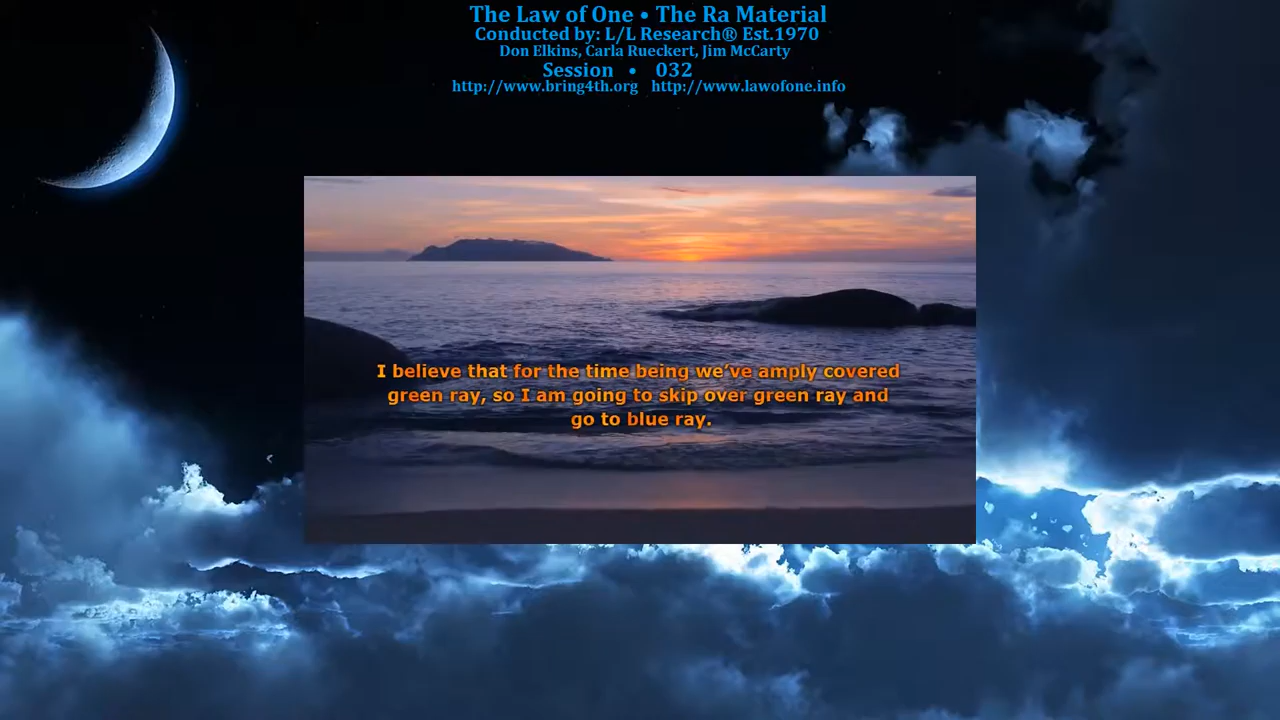 The Law of One • The Ra Material
Conducted by: L/L Research® Est.1970
Don Elkins, Carla Rueckert, Jim McCarty
Session • 032
http://www.bring4th.org http://www.lawofone.info
I believe that for the time being we've amply covered
green ray, so I am going to skip over green ray and
go to blue ray.